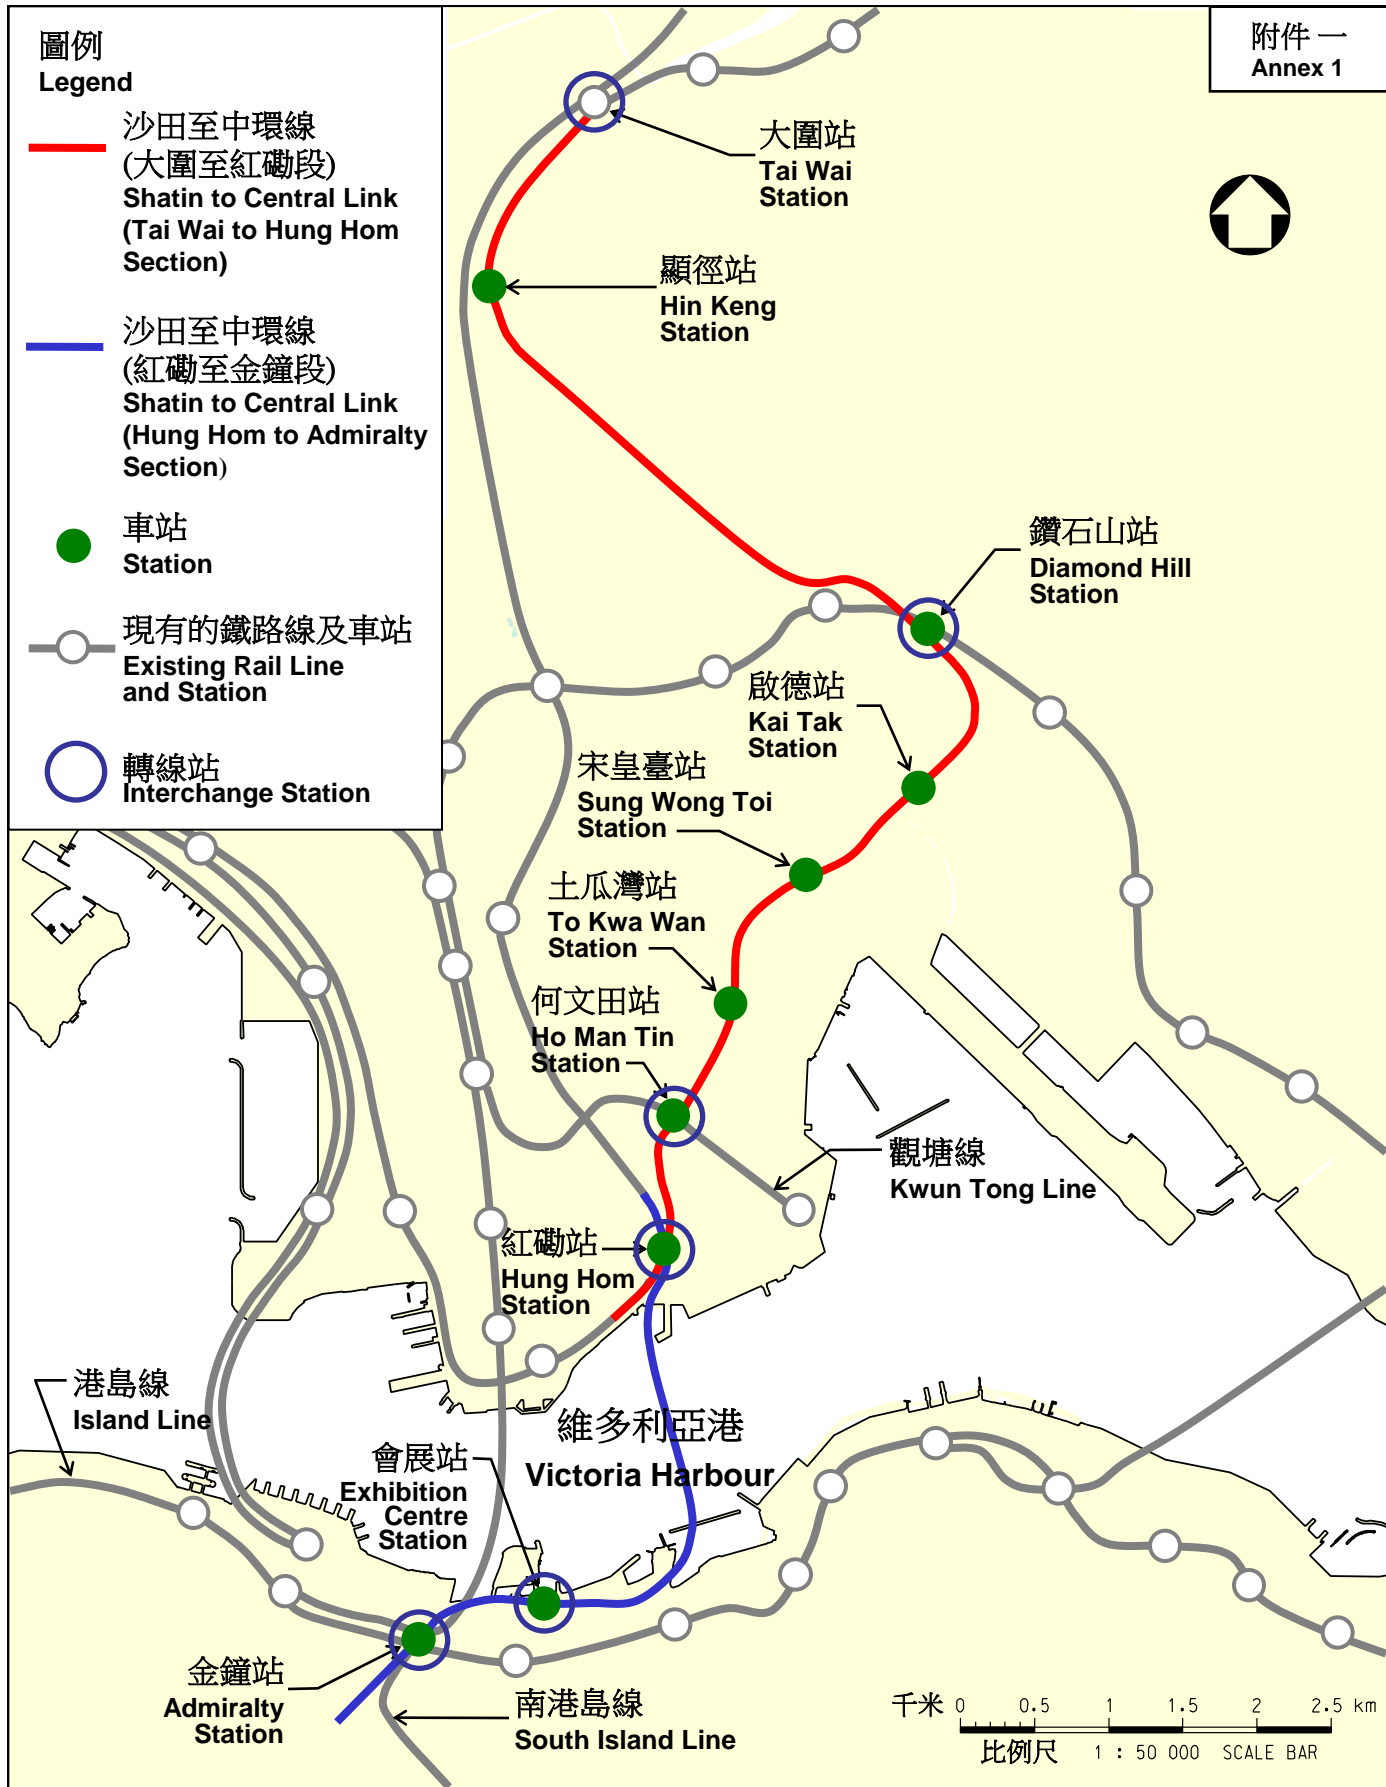 圖例
Legend
沙田至中環線
(大圍至紅磡段)
Shatin to Central Link
(Tai Wai to Hung Hom
Section)
沙田至中環線
(紅磡至金鐘段)
Shatin to Central Link
(Hung Hom to Admiralty
Section)
車站
Station
現有的鐵路線及車站
Existing Rail Line
and Station
轉線站
Interchange Station
附件 一
Annex 1
大圍站
Tai Wai
Station
顯徑站
Hin Keng
Station
鑽石山站
Diamond Hill
Station
啟德站
Kai Tak
Station
宋皇臺站
Sung Wong Toi
Station
土瓜灣站
To Kwa Wan
Station
何文田站
Ho Man Tin
Station
觀塘線
Kwun Tong Line
紅磡站
Hung Hom
Station
港島線
Island Line
維多利亞港
Victoria Harbour
會展站
Exhibition
Centre
Station
金鐘站
Admiralty
Station
南港島線
South Island Line
千米 0 0.5 1 1.5 2 2.5 km
比例尺 1 : 50 000 SCALE BAR